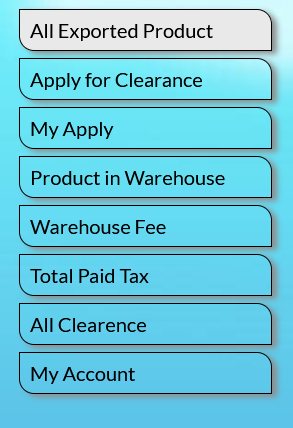 All Exported Product
Apply for Clearance
My Apply
Product in Warehouse
Warehouse Fee
Total Paid Tax
All Clearence
My Account